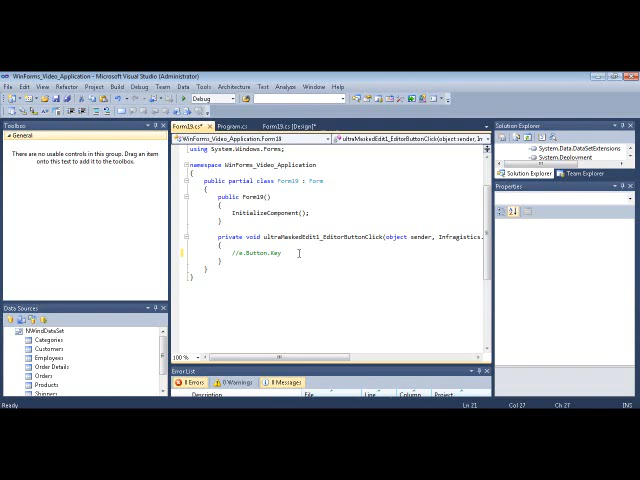 WinForms_Video_Application - Microsoft Visual Studio (Administrator)
File Edit View Refactor Project Build Debug Team Data Tools Architecture Test Analyze Window Help
Debug
Toolbox
General
There are no usable controls in this group. Drag an item
onto this text to add it to the toolbox.
Data Sources
NWindDataSet
Categories
Customers
Employees
Order Details
Orders
Products
Shippers
Form19.cs* Program.cs Form19.cs [Design]*
WinForms_Video_Application.Form19 ultraMaskedEdit1_EditorButtonClick(object sender, In
using System.Windows.Forms;
namespace WinForms_Video_Application
{
public partial class Form19 : Form
{
public Form19()
{
InitializeComponent();
}
private void ultraMaskedEdit1_EditorButtonClick(object sender, Infragistics.
{
//e.Button.Key
}
}
}
100 %
Error List
0 Errors 0 Warnings 0 Messages
Description File Line Column Project
Solution Explorer
System.Data.DataSetExtensions
System.Deployment
Solution Explorer Team Explorer
Properties
Ready Ln 21 Col 27 Ch 27 INS